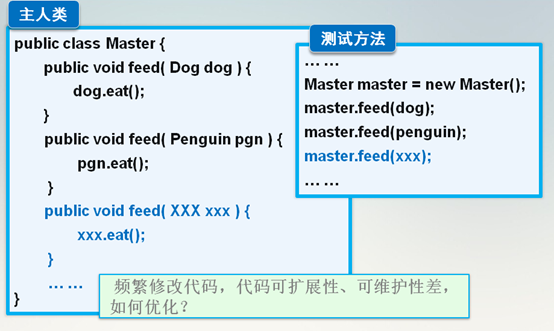 主人类
public class Master {
public void feed( Dog dog ) {
dog.eat();
}
public void feed( Penguin pgn ) {
pgn.eat();
}
public void feed( XXX xxx ) {
xxx.eat();
}
……
}
测试方法
……
Master master = new Master();
master.feed(dog);
master.feed(penguin);
master.feed(xxx);
……
频繁修改代码，代码可扩展性、可维护性差，
如何优化？